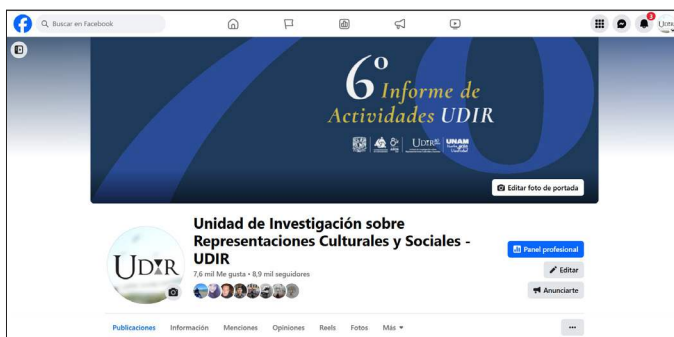 Buscar en Facebook
3
6º
Informe de
Actividades UDIR
UDIR
UNAM
Editar foto de portada
Unidad de Investigación sobre
Representaciones Culturales y Sociales -
UDIR
7,6 mil Me gusta • 8,9 mil seguidores
UDIR
Panel profesional
Editar
Anunciarte
Publicaciones
Información
Menciones
Opiniones
Reels
Fotos
Más